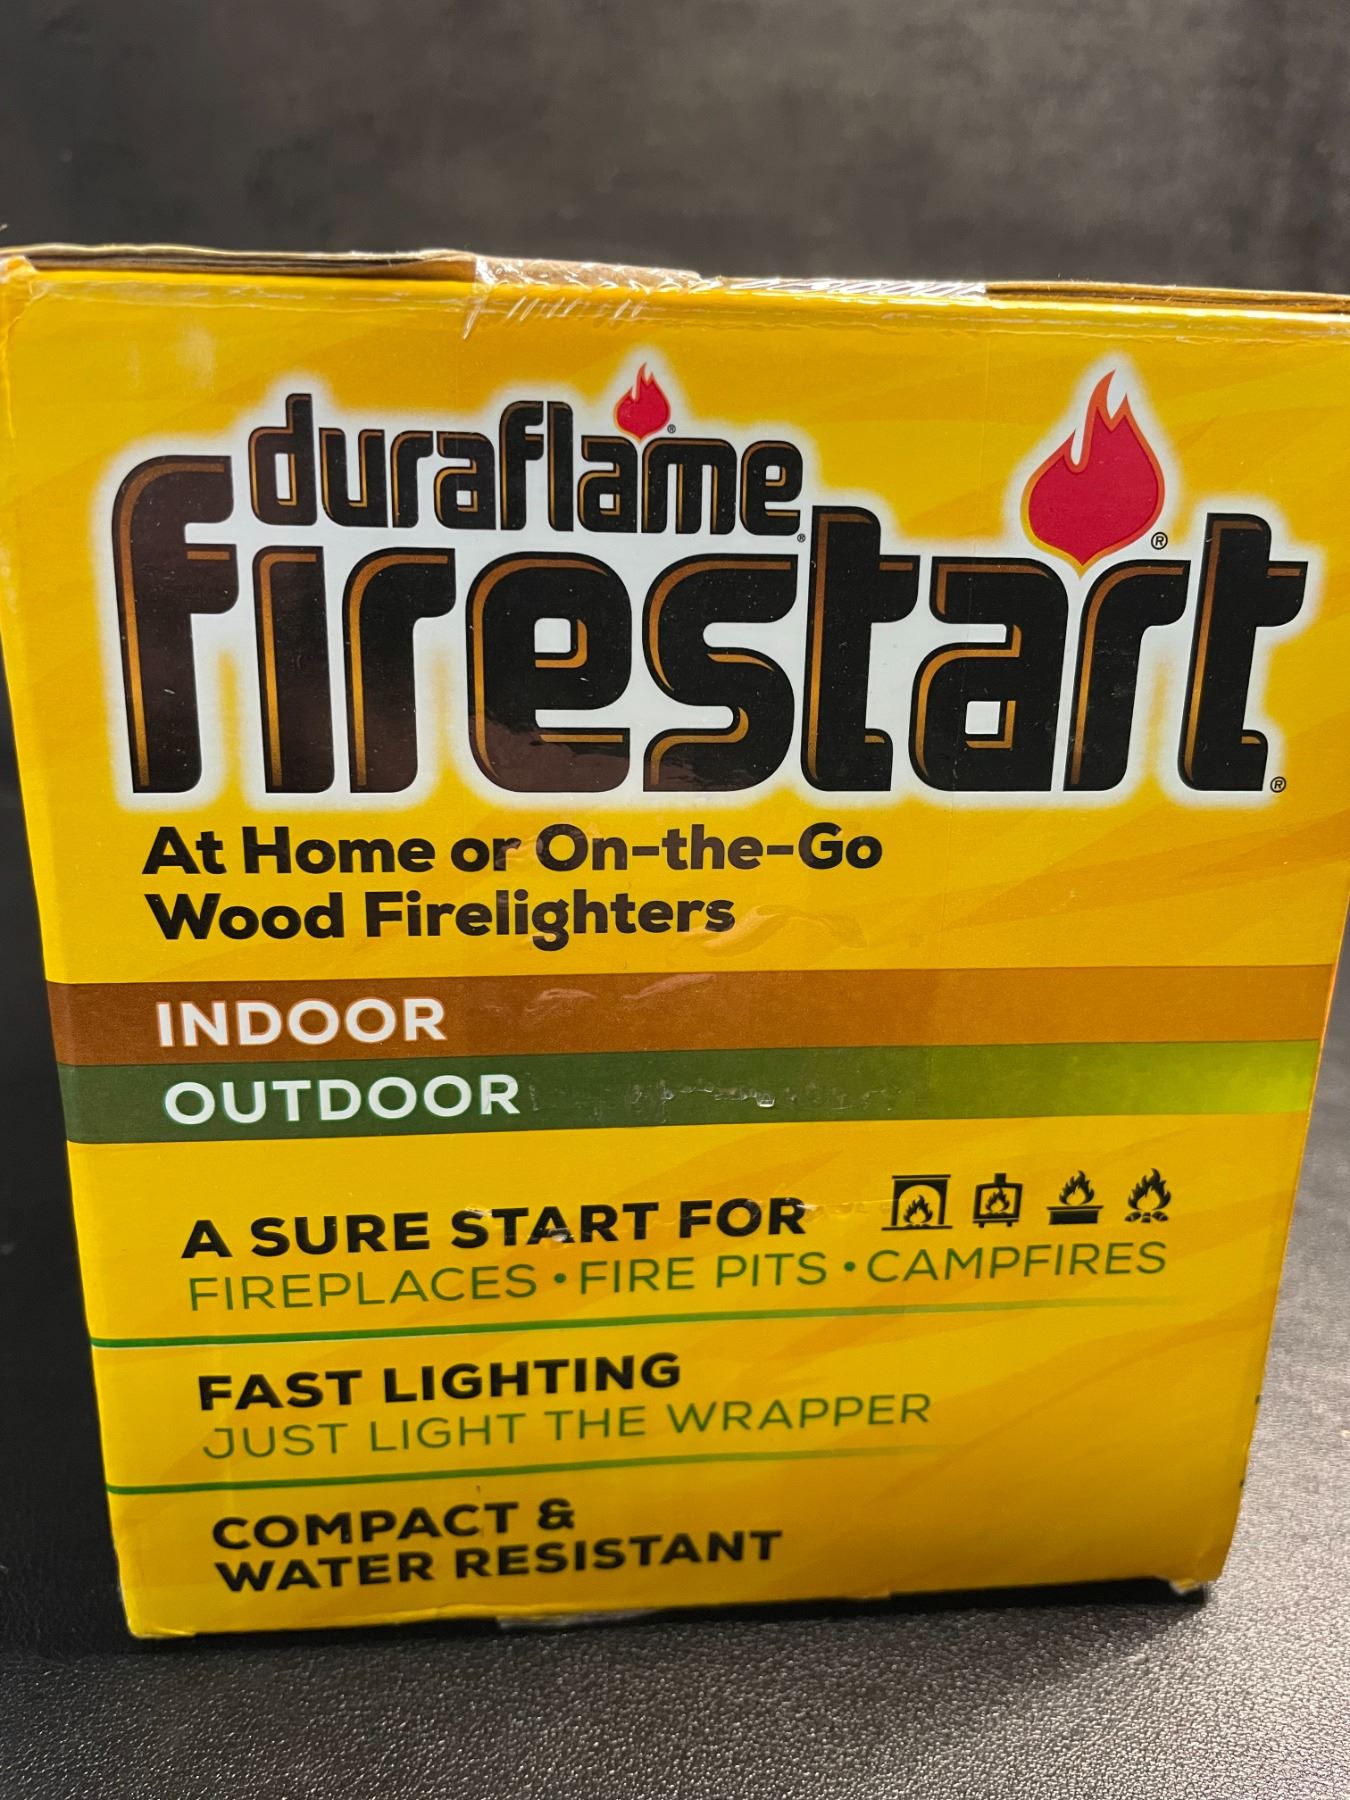 duraflame®
firestart®
At Home or On-the-Go
Wood Firelighters
INDOOR
OUTDOOR
A SURE START FOR
FIREPLACES • FIRE PITS • CAMPFIRES
FAST LIGHTING
JUST LIGHT THE WRAPPER
COMPACT &
WATER RESISTANT